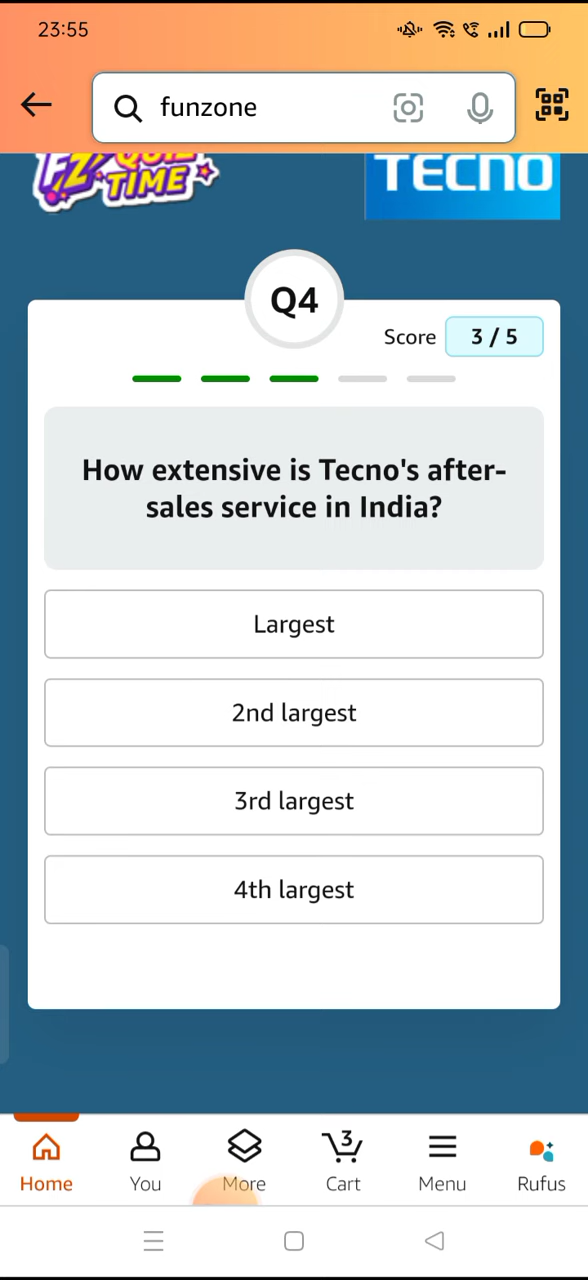 23:55
funzone
FZ QUIZ
TIME
TECNO
Q4
Score 3 / 5
How extensive is Tecno's after-
sales service in India?
Largest
2nd largest
3rd largest
4th largest
3
Home You More Cart Menu Rufus